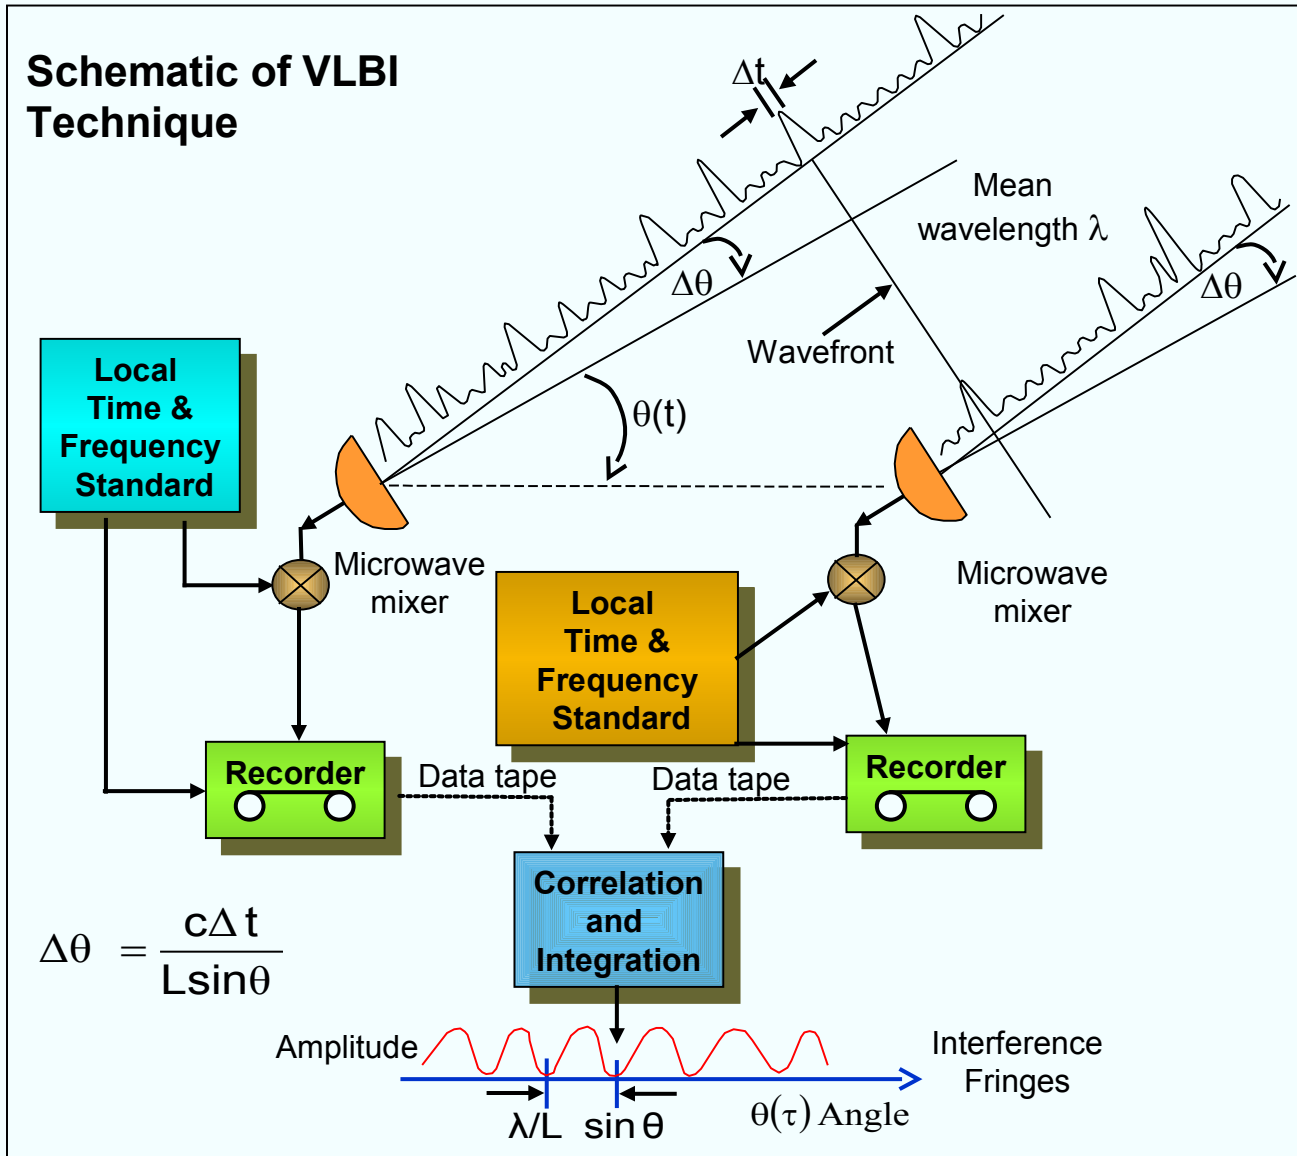 Schematic of VLBI
Technique
Δt
Mean
wavelength λ
Δθ
Δθ
Wavefront
θ(t)
Local
Time &
Frequency
Standard
Microwave
mixer
Microwave
mixer
Local
Time &
Frequency
Standard
Recorder
Recorder
Data tape
Data tape
Correlation
and
Integration
Δθ = cΔt / Lsinθ
Amplitude
Interference
Fringes
λ/L
sin θ
θ(τ) Angle